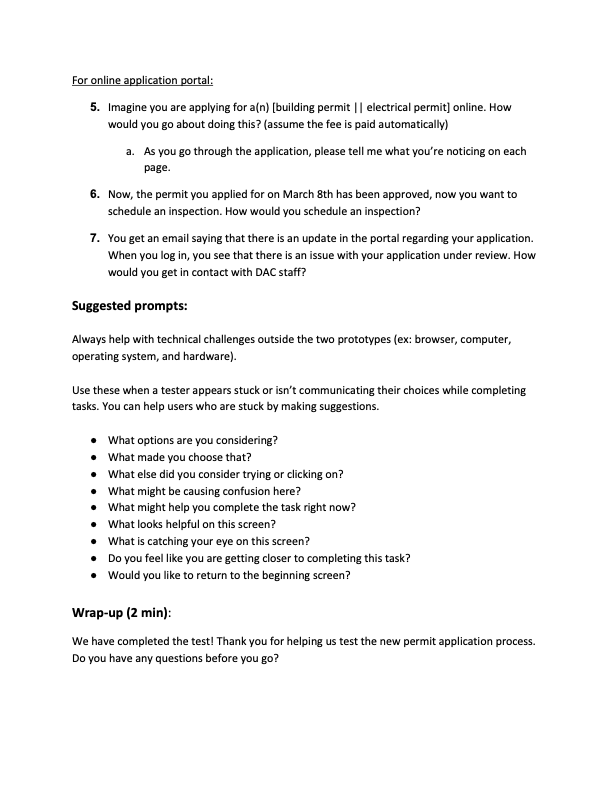 For online application portal:
5. Imagine you are applying for a(n) [building permit || electrical permit] online. How
would you go about doing this? (assume the fee is paid automatically)
a. As you go through the application, please tell me what you’re noticing on each
page.
6. Now, the permit you applied for on March 8th has been approved, now you want to
schedule an inspection. How would you schedule an inspection?
7. You get an email saying that there is an update in the portal regarding your application.
When you log in, you see that there is an issue with your application under review. How
would you get in contact with DAC staff?
Suggested prompts:
Always help with technical challenges outside the two prototypes (ex: browser, computer,
operating system, and hardware).
Use these when a tester appears stuck or isn’t communicating their choices while completing
tasks. You can help users who are stuck by making suggestions.
● What options are you considering?
● What made you choose that?
● What else did you consider trying or clicking on?
● What might be causing confusion here?
● What might help you complete the task right now?
● What looks helpful on this screen?
● What is catching your eye on this screen?
● Do you feel like you are getting closer to completing this task?
● Would you like to return to the beginning screen?
Wrap-up (2 min):
We have completed the test! Thank you for helping us test the new permit application process.
Do you have any questions before you go?